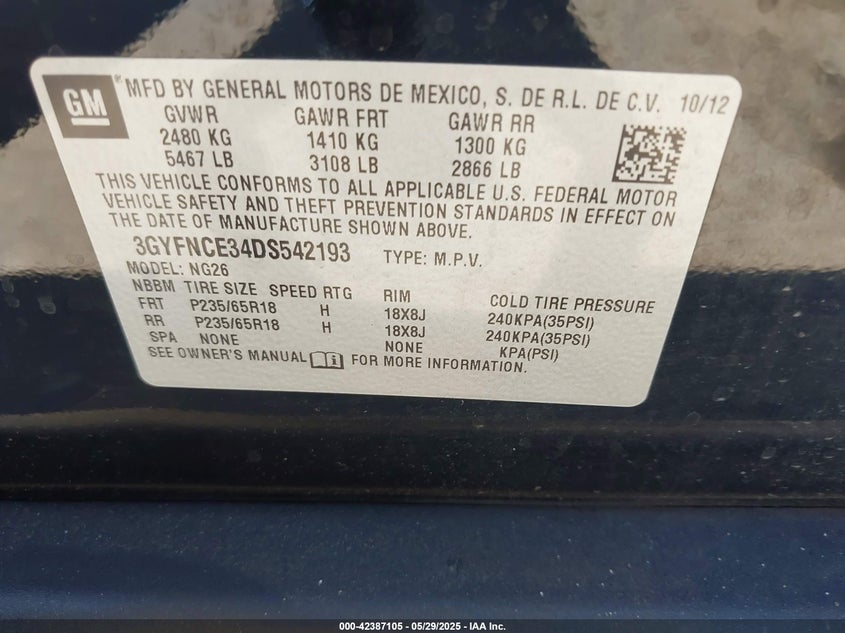 GM ® MFD BY GENERAL MOTORS DE MEXICO, S. DE R.L. DE C.V. 10/12
GVWR GAWR FRT GAWR RR
2480 KG 1410 KG 1300 KG
5467 LB 3108 LB 2866 LB
THIS VEHICLE CONFORMS TO ALL APPLICABLE U.S. FEDERAL MOTOR
VEHICLE SAFETY AND THEFT PREVENTION STANDARDS IN EFFECT ON
THE DATE OF MANUFACTURE SHOWN ABOVE.
3GYFNCE34DS542193 TYPE: M.P.V.
MODEL: NG26
NBBM TIRE SIZE SPEED RTG RIM COLD TIRE PRESSURE
FRT P235/65R18 H 18X8J 240KPA(35PSI)
RR P235/65R18 H 18X8J 240KPA(35PSI)
SPA NONE NONE KPA(PSI)
SEE OWNER'S MANUAL FOR MORE INFORMATION.
000-42387105 - 05/29/2025 - IAA Inc.